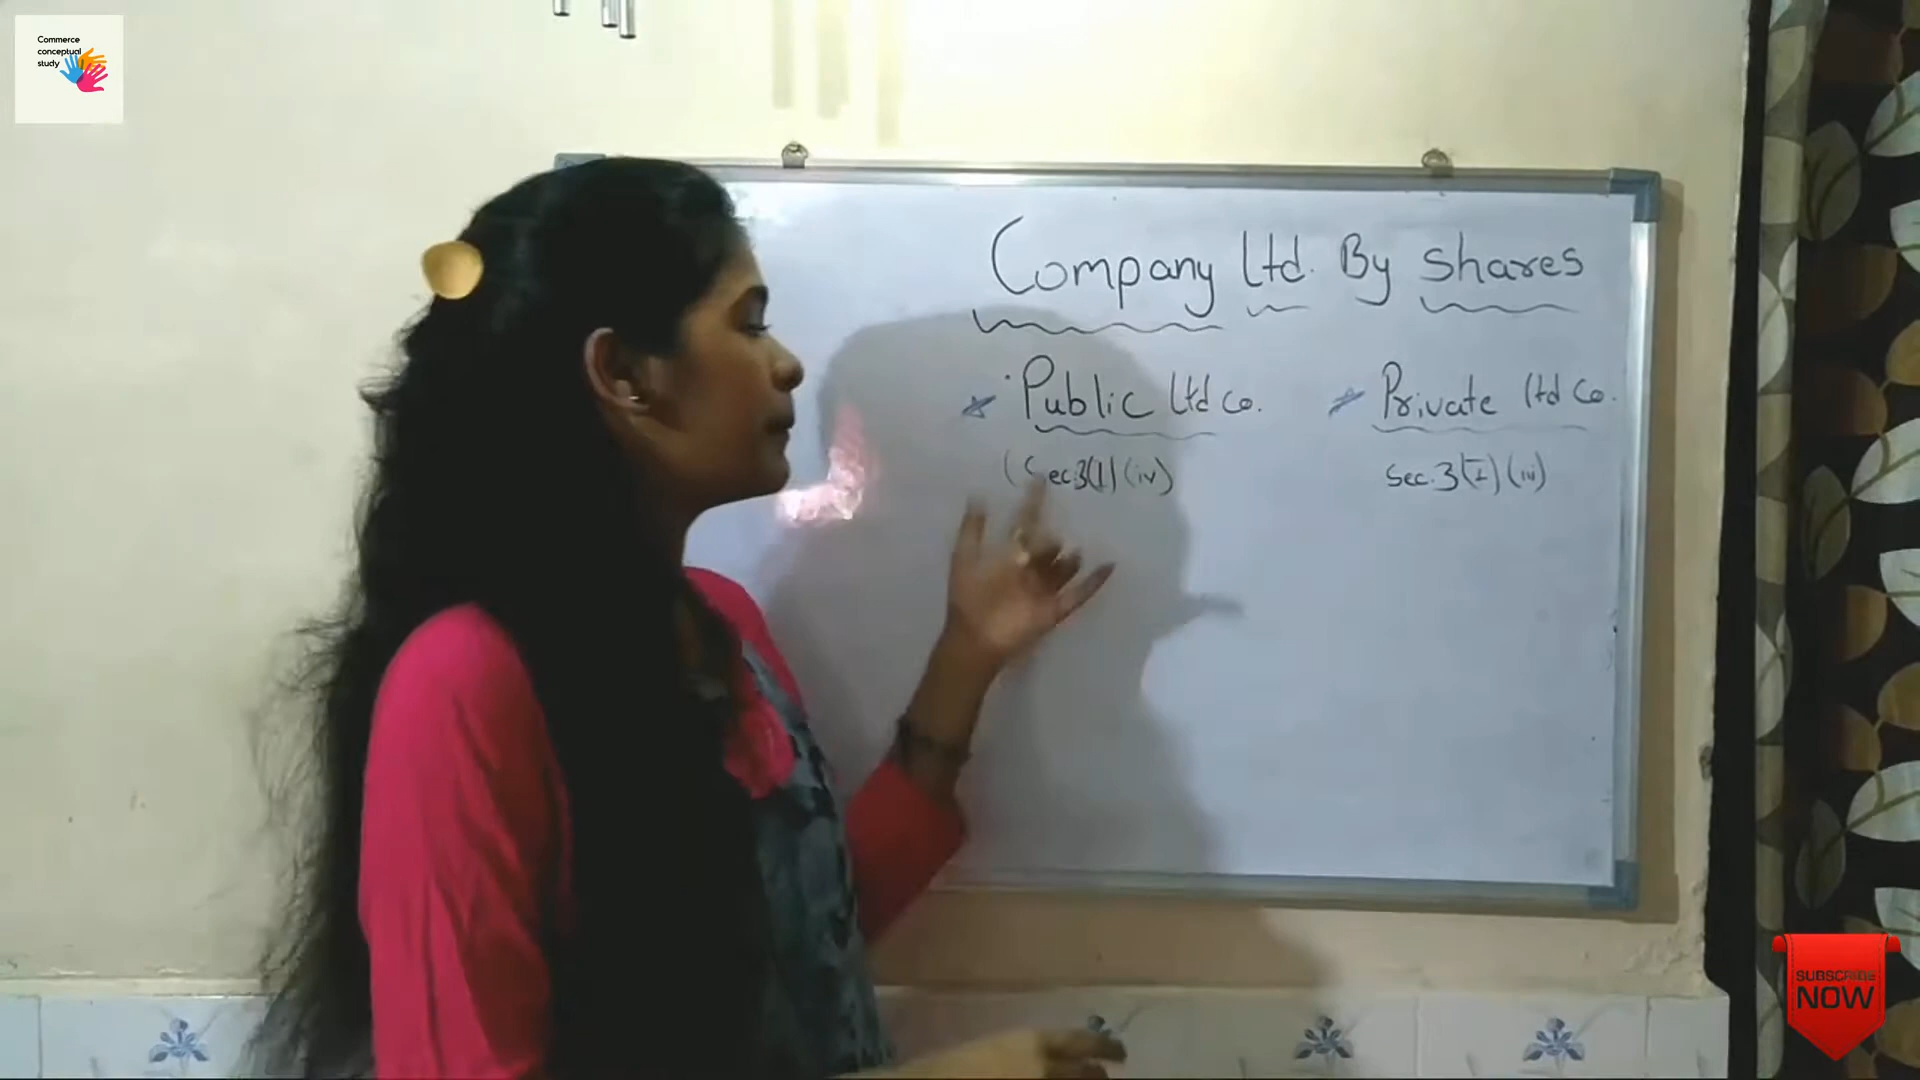 Commerce
conceptual
study
Company Ltd. By Shares
Public Ltd Co.
Private Ltd Co.
(Sec.3(1)(iv)
Sec.3(I)(iii)
SUBSCRIBE
NOW